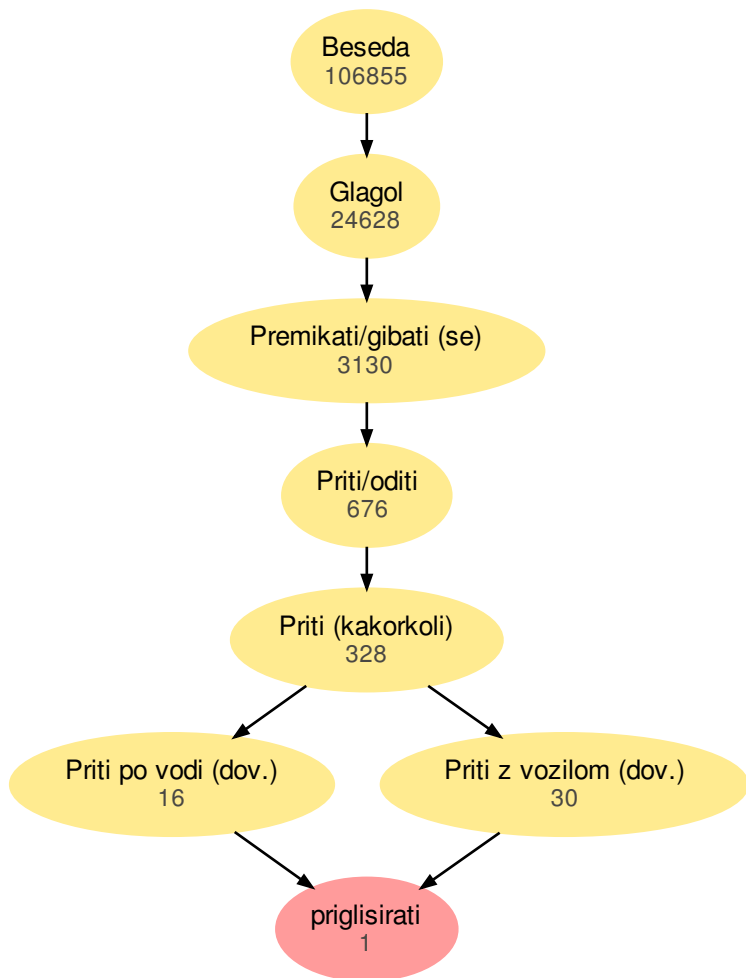 Beseda
106855
Glagol
24628
Premikati/gibati (se)
3130
Priti/oditi
676
Priti (kakorkoli)
328
Priti po vodi (dov.)
16
Priti z vozilom (dov.)
30
priglisirati
1